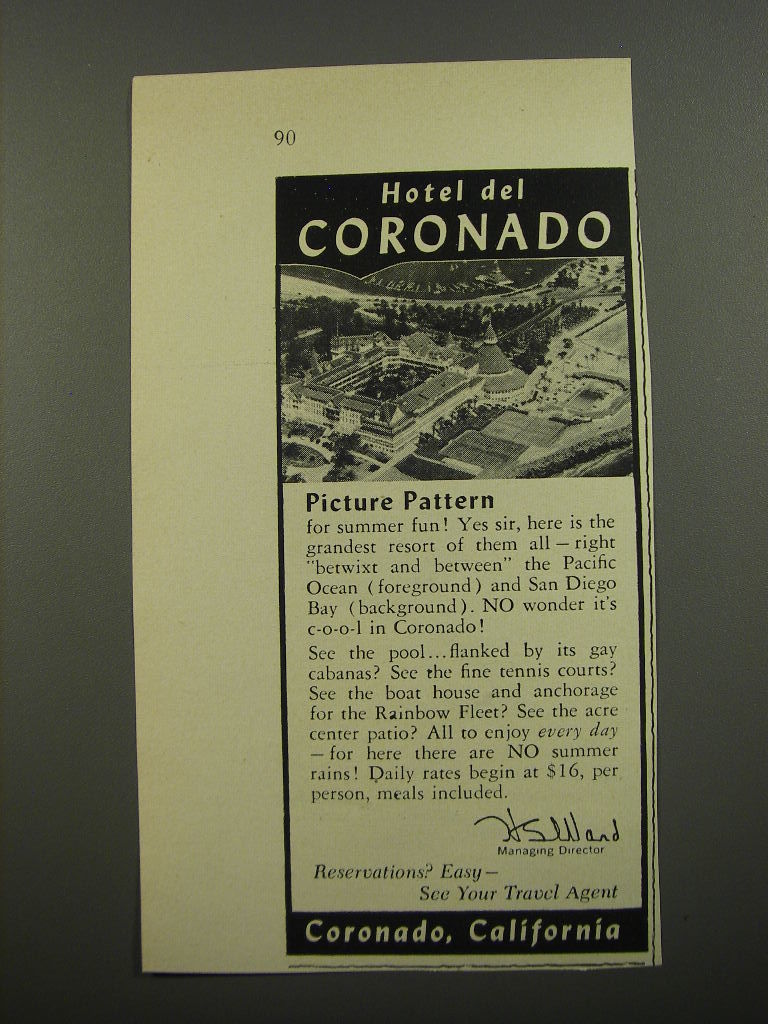 90
Hotel del
CORONADO
Picture Pattern
for summer fun! Yes sir, here is the
grandest resort of them all — right
"betwixt and between" the Pacific
Ocean (foreground) and San Diego
Bay (background). NO wonder it's
c-o-o-l in Coronado!
See the pool...flanked by its gay
cabanas? See the fine tennis courts?
See the boat house and anchorage
for the Rainbow Fleet? See the acre
center patio? All to enjoy every day
— for here there are NO summer
rains! Daily rates begin at $16, per
person, meals included.
HSWard
Managing Director
Reservations? Easy —
See Your Travel Agent
Coronado, California